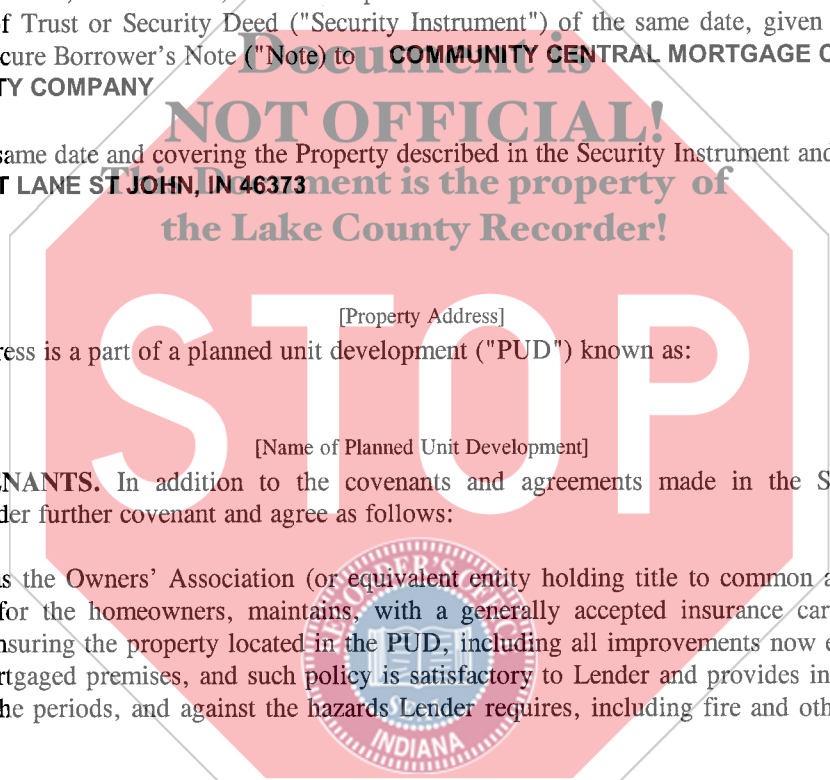 f Trust or Security Deed ("Security Instrument") of the same date, given
cure Borrower's Note ("Note) to COMMUNITY CENTRAL MORTGAGE C
TY COMPANY
Document is
NOT OFFICIAL!
same date and covering the Property described in the Security Instrument and
T LANE ST JOHN, IN 46373
This Document is the property of
the Lake County Recorder!
STOP
[Property Address]
ress is a part of a planned unit development ("PUD") known as:
[Name of Planned Unit Development]
ENANTS. In addition to the covenants and agreements made in the S
der further covenant and agree as follows:
as the Owners' Association (or equivalent entity holding title to common a
for the homeowners, maintains, with a generally accepted insurance car
nsuring the property located in the PUD, including all improvements now e
rtgaged premises, and such policy is satisfactory to Lender and provides in
he periods, and against the hazards Lender requires, including fire and oth
RECORDER'S OFFICE
INDIANA